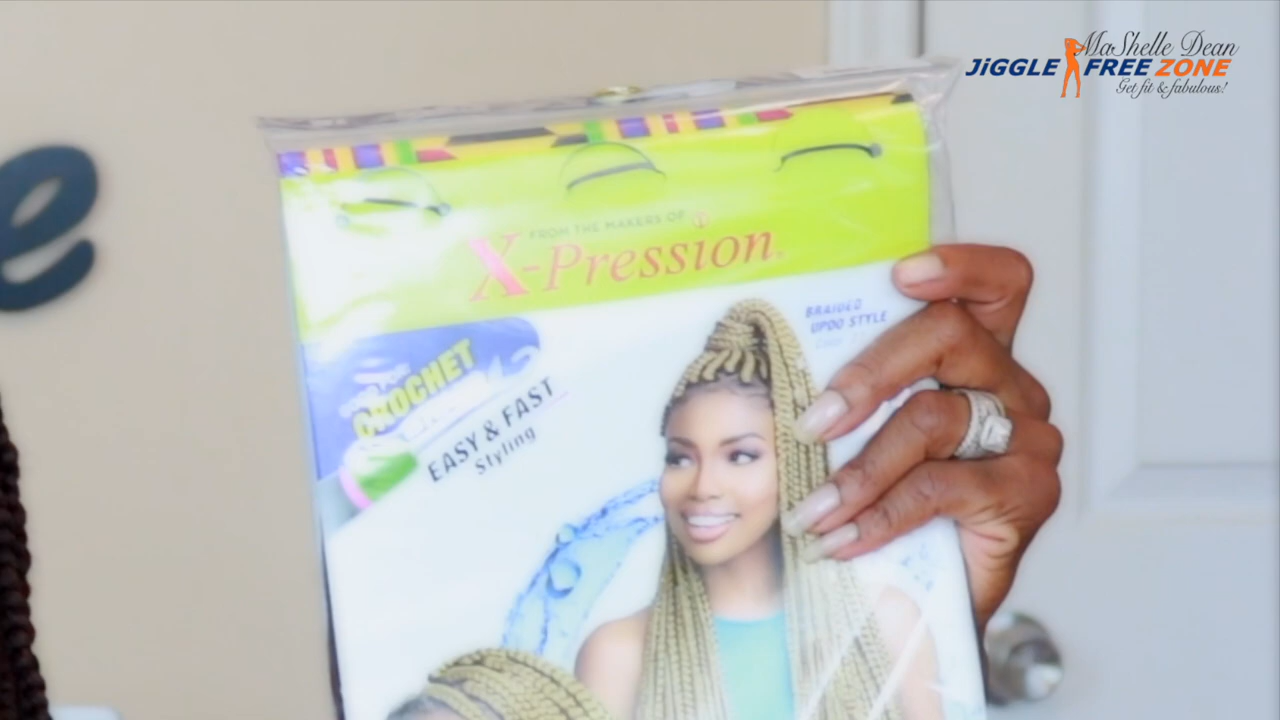 MaShelle Dean
JiGGLE FREE ZONE
Get fit & fabulous!
e
FROM THE MAKERS OF
X-Pression
BRAIDED
UPDO STYLE
CROCHET
EASY & FAST
Styling